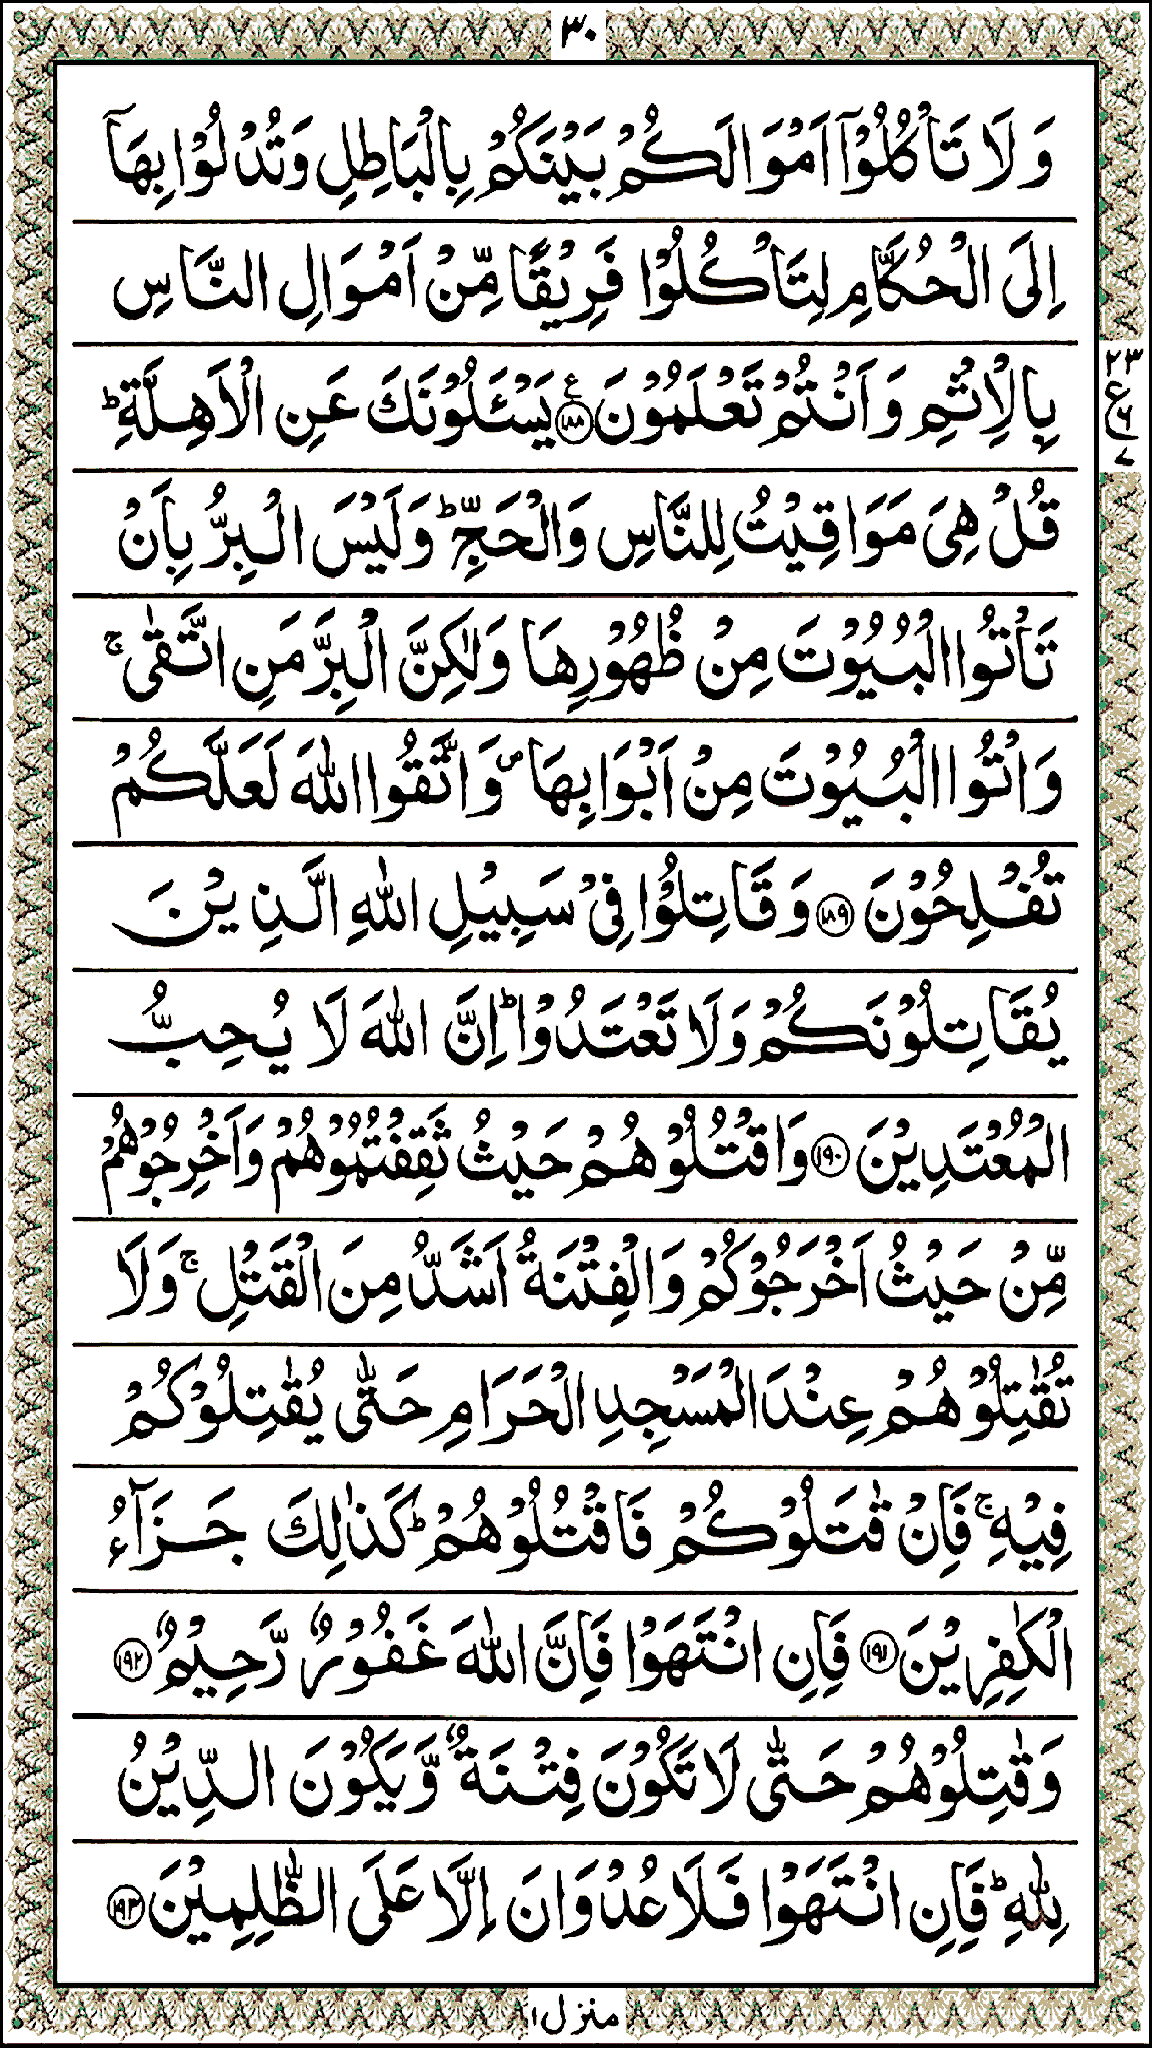 ٣٠
وَلَا تَاْكُلُوْٓا اَمْوَالَكُمْ بَيْنَكُمْ بِالْبَاطِلِ وَتُدْلُوْا بِهَآ
اِلَى الْحُكَّامِ لِتَاْكُلُوْا فَرِيْقًا مِّنْ اَمْوَالِ النَّاسِ
بِالْاِثْمِ وَاَنْتُمْ تَعْلَمُوْنَ ﴿١٨٨﴾ ع يَسْـَٔلُوْنَكَ عَنِ الْاَهِلَّةِ ؕ
٢٣
ع
٦
٧
قُلْ هِيَ مَوَاقِيْتُ لِلنَّاسِ وَالْحَجِّ ؕ وَلَيْسَ الْبِرُّ بِاَنْ
تَاْتُوا الْبُيُوْتَ مِنْ ظُهُوْرِهَا وَلٰكِنَّ الْبِرَّ مَنِ اتَّقٰى ۚ
وَاْتُوا الْبُيُوْتَ مِنْ اَبْوَابِهَا ۪ وَاتَّقُوا اللّٰهَ لَعَلَّكُمْ
تُفْلِحُوْنَ ﴿١٨٩﴾ وَقَاتِلُوْا فِيْ سَبِيْلِ اللّٰهِ الَّذِيْنَ
يُقَاتِلُوْنَكُمْ وَلَا تَعْتَدُوْا ؕ اِنَّ اللّٰهَ لَا يُحِبُّ
الْمُعْتَدِيْنَ ﴿١٩٠﴾ وَاقْتُلُوْهُمْ حَيْثُ ثَقِفْتُمُوْهُمْ وَاَخْرِجُوْهُمْ
مِّنْ حَيْثُ اَخْرَجُوْكُمْ وَالْفِتْنَةُ اَشَدُّ مِنَ الْقَتْلِ ۚ وَلَا
تُقٰتِلُوْهُمْ عِنْدَ الْمَسْجِدِ الْحَرَامِ حَتّٰى يُقٰتِلُوْكُمْ
فِيْهِ ۚ فَاِنْ قٰتَلُوْكُمْ فَاقْتُلُوْهُمْ ؕ كَذٰلِكَ جَزَآءُ
الْكٰفِرِيْنَ ﴿١٩١﴾ فَاِنِ انْتَهَوْا فَاِنَّ اللّٰهَ غَفُوْرٌ رَّحِيْمٌ ﴿١٩٢﴾
وَقٰتِلُوْهُمْ حَتّٰى لَا تَكُوْنَ فِتْنَةٌ وَّيَكُوْنَ الدِّيْنُ
لِلّٰهِ ؕ فَاِنِ انْتَهَوْا فَلَا عُدْوَانَ اِلَّا عَلَى الظّٰلِمِيْنَ ﴿١٩٣﴾
منزل ١